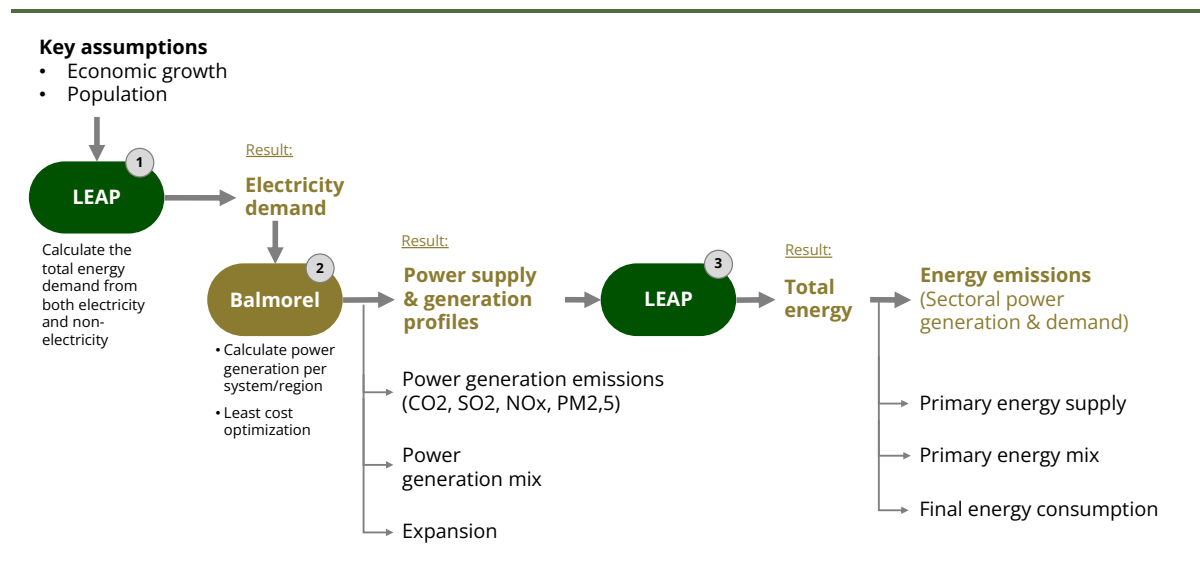 Key assumptions
• Economic growth
• Population
1
LEAP
Calculate the
total energy
demand from
both electricity
and non-
electricity
Result:
Electricity
demand
2
Balmorel
• Calculate power
generation per
system/region
• Least cost
optimization
Result:
Power supply
& generation
profiles
Power generation emissions
(CO2, SO2, NOx, PM2,5)
Power
generation mix
Expansion
3
LEAP
Result:
Total
energy
Energy emissions
(Sectoral power
generation & demand)
Primary energy supply
Primary energy mix
Final energy consumption